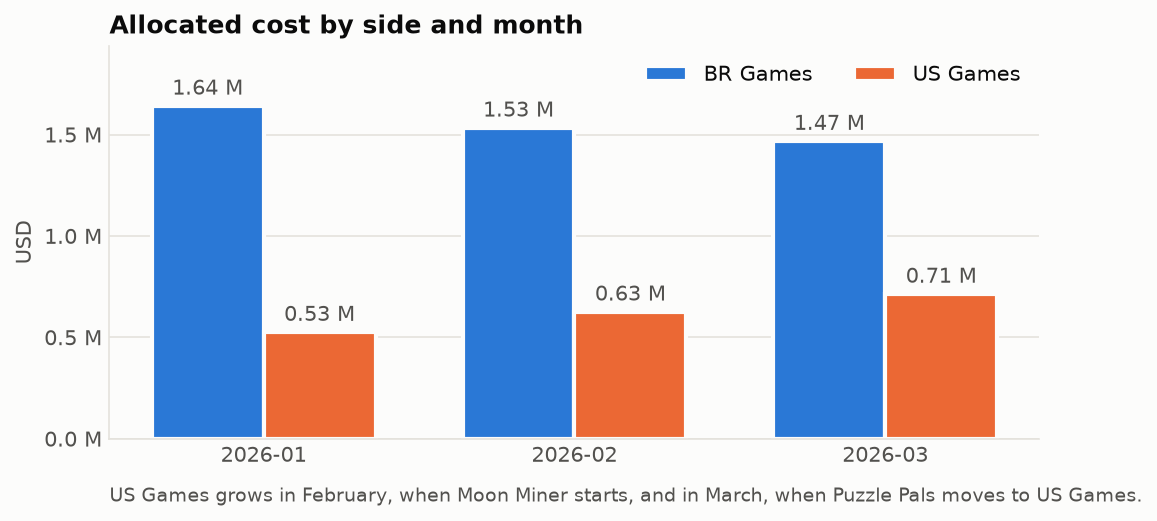 Allocated cost by side and month
BR Games
US Games
1.64 M
1.53 M
1.47 M
0.53 M
0.63 M
0.71 M
1.5 M
1.0 M
0.5 M
0.0 M
USD
2026-01
2026-02
2026-03
US Games grows in February, when Moon Miner starts, and in March, when Puzzle Pals moves to US Games.